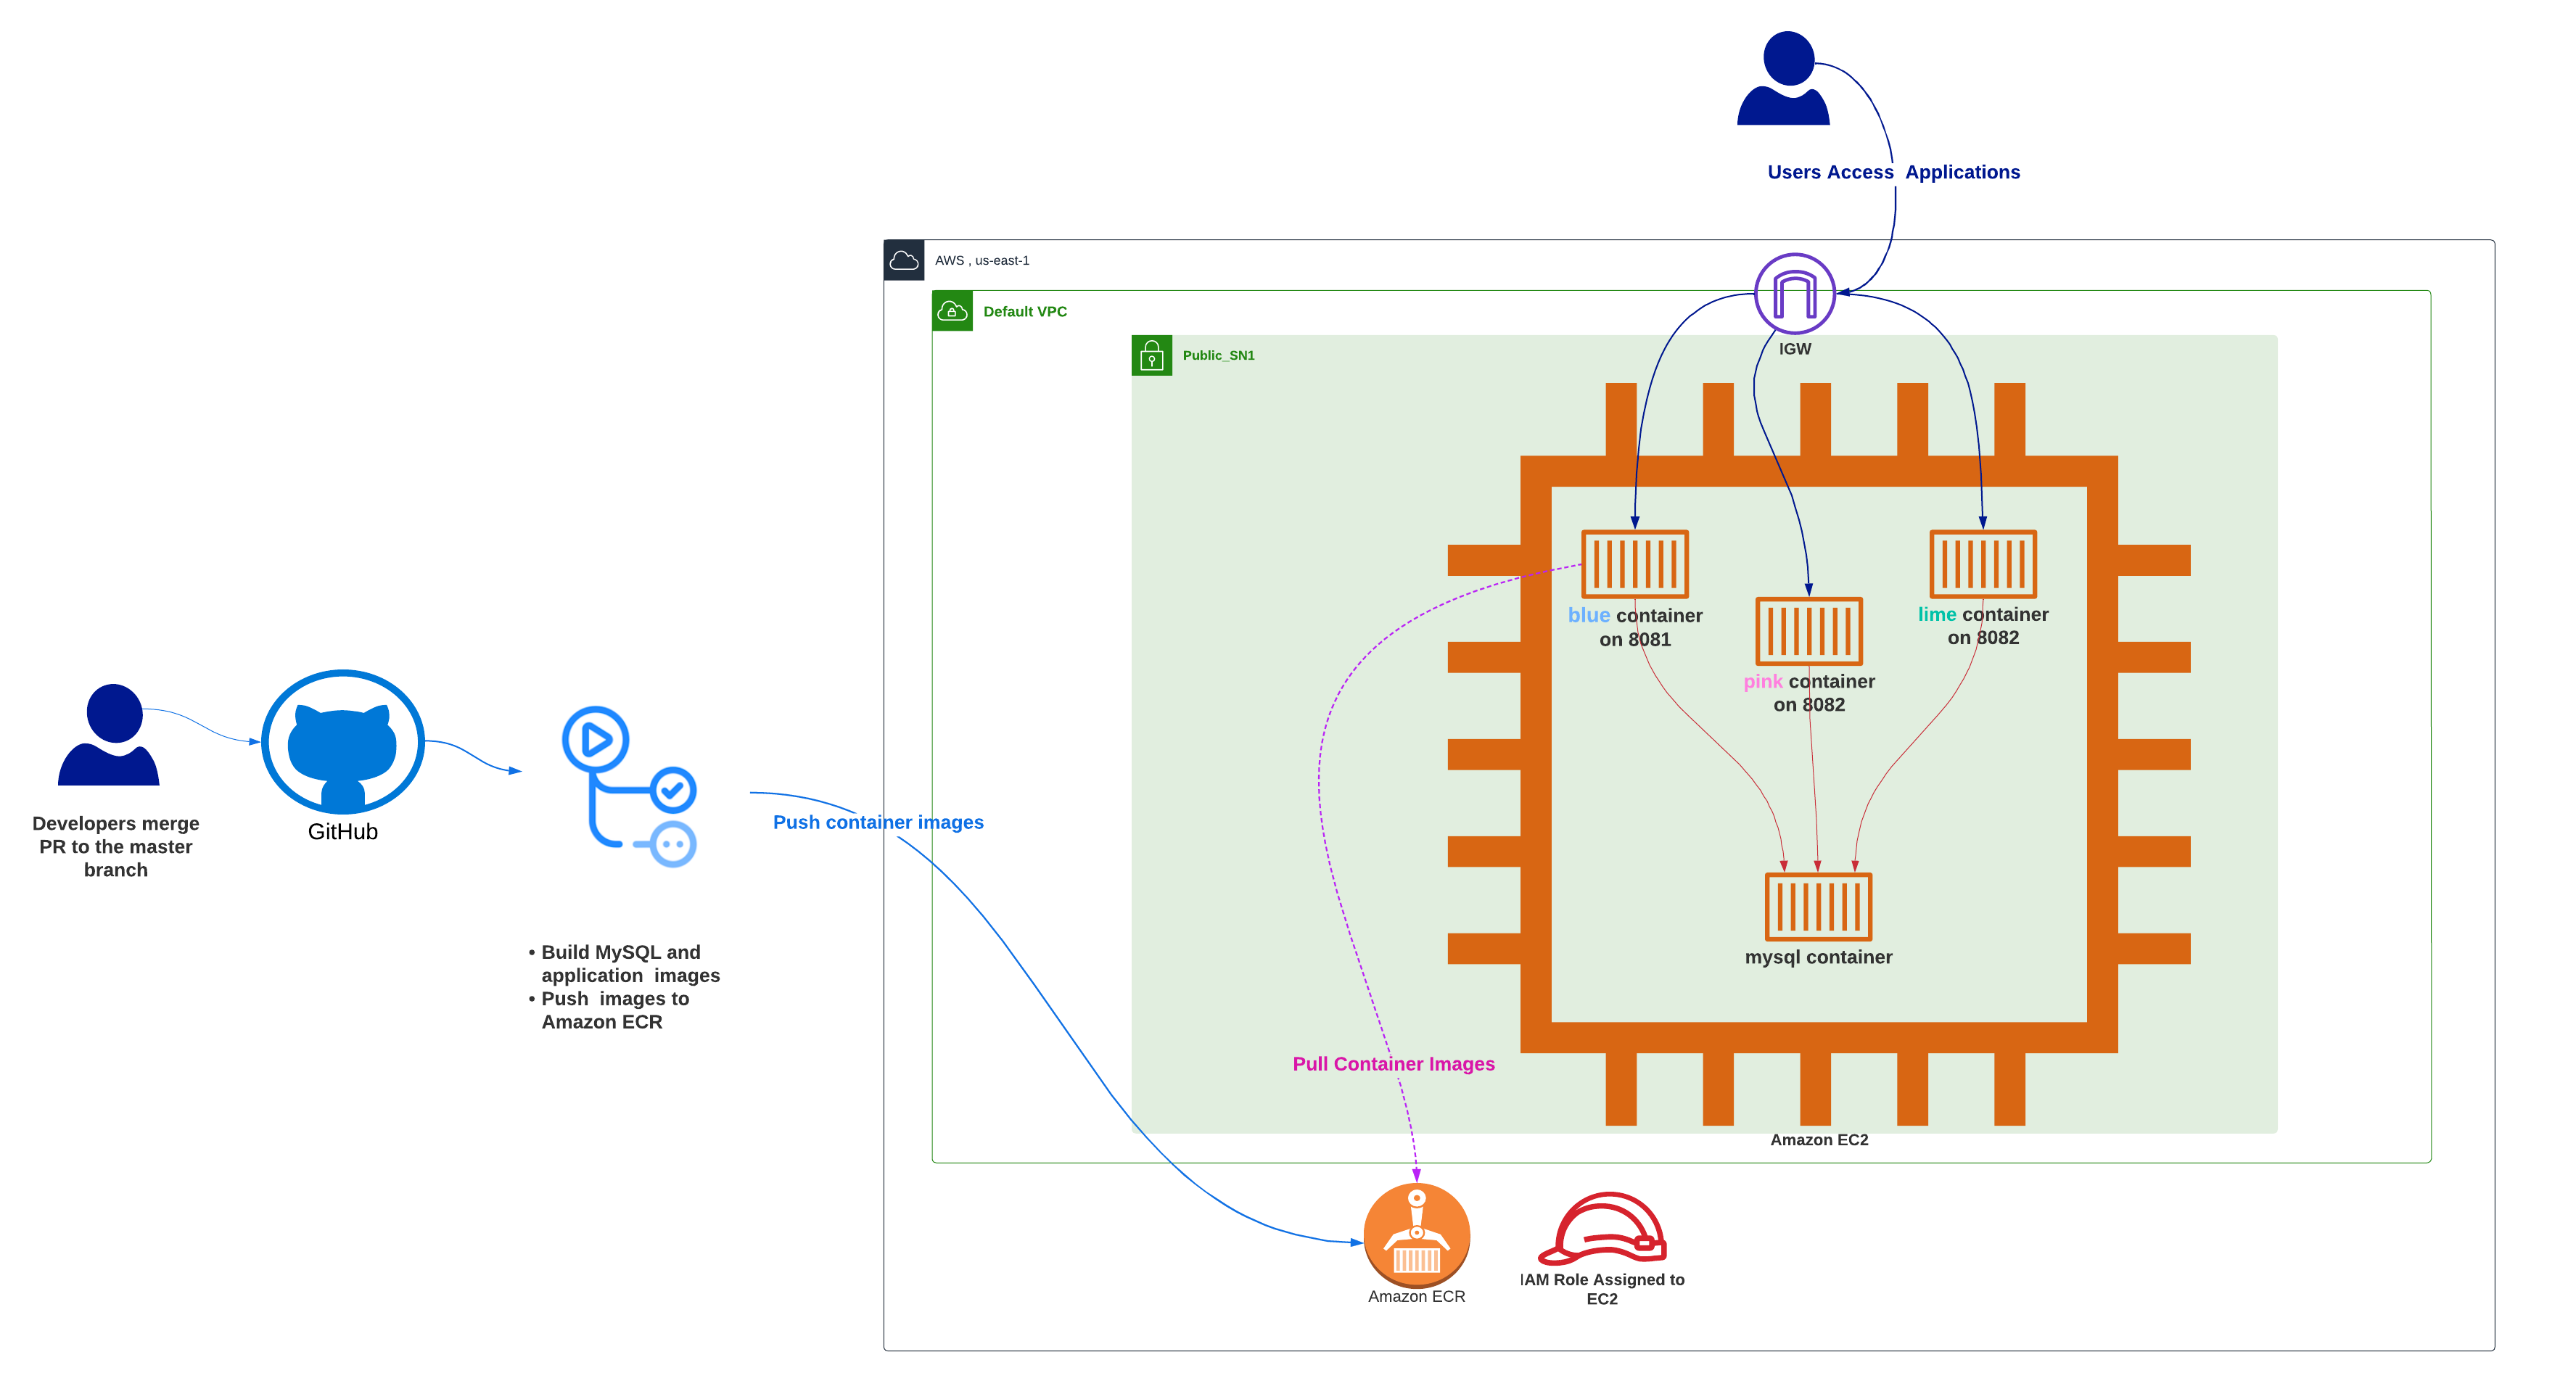 Users Access  Applications
AWS , us-east-1
Default VPC
IGW
Public_SN1
blue container
on 8081
lime container
on 8082
pink container
on 8082
Developers merge
PR to the master
branch
GitHub
Push container images
• Build MySQL and
application  images
• Push  images to
Amazon ECR
mysql container
Pull Container Images
Amazon EC2
Amazon ECR
IAM Role Assigned to
EC2